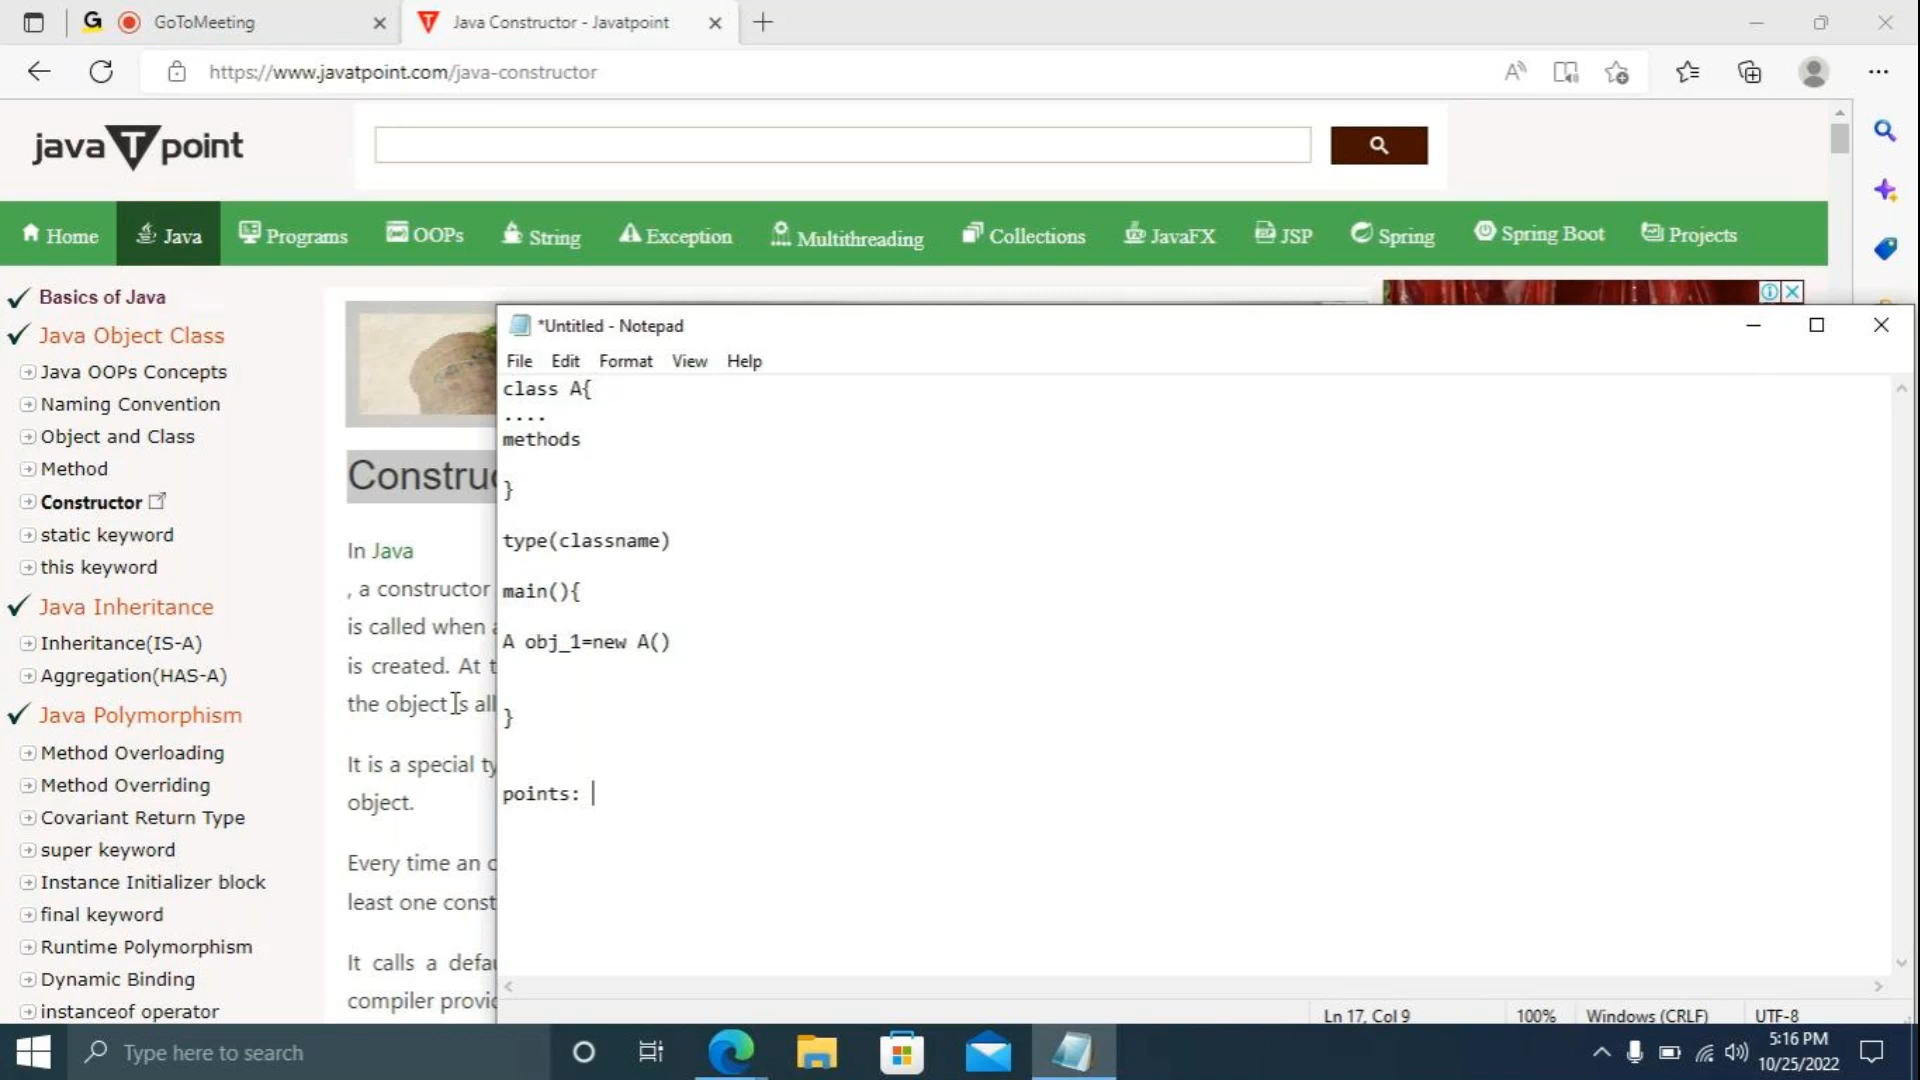 GoToMeeting
Java Constructor - Javatpoint
https://www.javatpoint.com/java-constructor
java T point
Home Java Programs OOPs String Exception Multithreading Collections JavaFX JSP Spring Spring Boot Projects
Basics of Java
Java Object Class
Java OOPs Concepts
Naming Convention
Object and Class
Method
Constructor
static keyword
this keyword
Java Inheritance
Inheritance(IS-A)
Aggregation(HAS-A)
Java Polymorphism
Method Overloading
Method Overriding
Covariant Return Type
super keyword
Instance Initializer block
final keyword
Runtime Polymorphism
Dynamic Binding
instanceof operator
In Java
, a constructor
is called when
is created. At
the object is
It is a special
object.
Every time an
least one
It calls a
compiler
*Untitled - Notepad
File Edit Format View Help
class A{
....
methods
}
type(classname)
main(){
A obj_1=new A()
}
points:
Ln 17, Col 9 100% Windows (CRLF) UTF-8
Type here to search
5:16 PM
10/25/2022